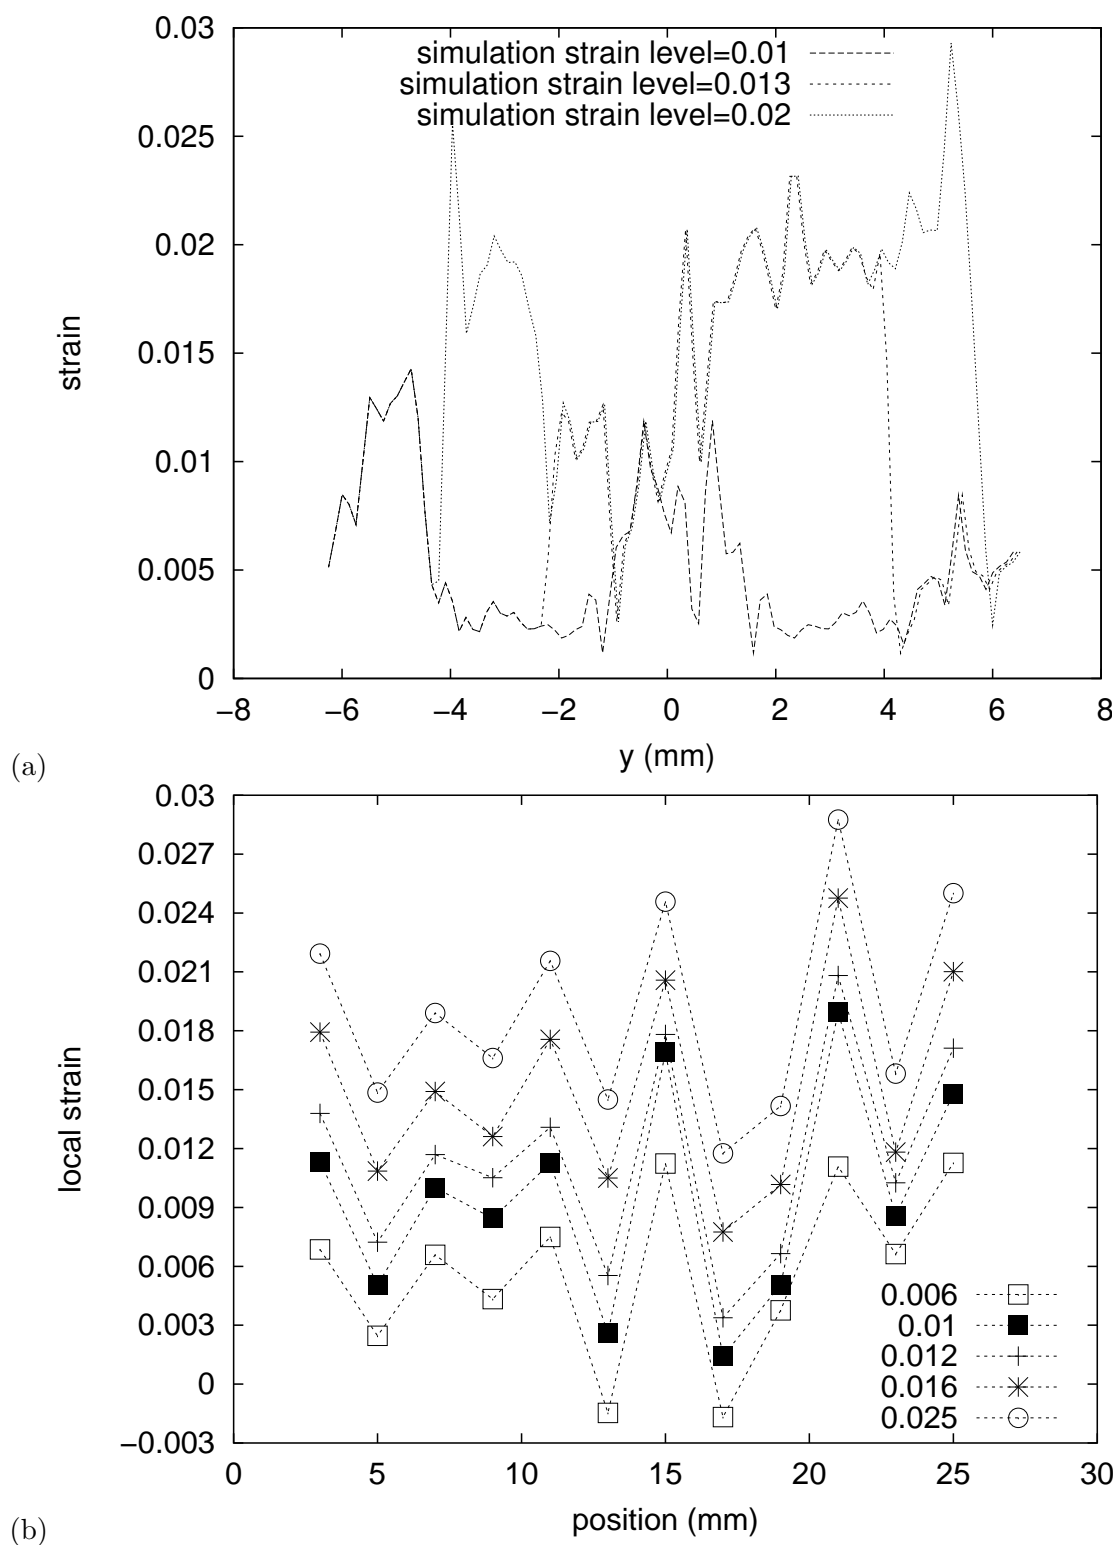 0.03
simulation strain level=0.01
simulation strain level=0.013
simulation strain level=0.02
0.025
0.02
strain
0.015
0.01
0.005
0
−8 −6 −4 −2 0 2 4 6 8
y (mm)
(a)
0.03
0.027
0.024
0.021
0.018
local strain
0.015
0.012
0.009
0.006
0.003
0
−0.003
0.006
0.01
0.012
0.016
0.025
0 5 10 15 20 25 30
position (mm)
(b)